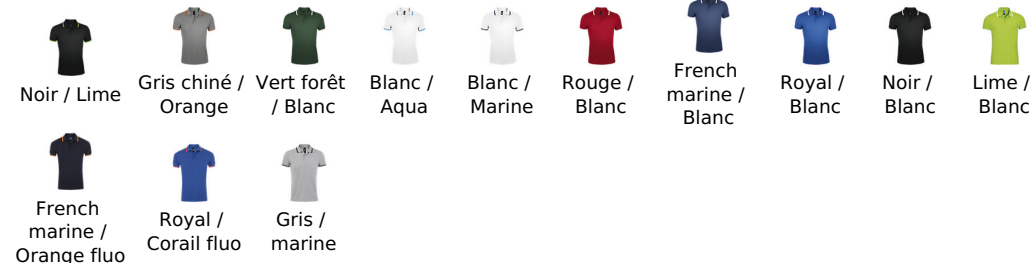 Noir / Lime
Gris chiné /
Orange
Vert forêt
/ Blanc
Blanc /
Aqua
Blanc /
Marine
Rouge /
Blanc
French
marine /
Blanc
Royal /
Blanc
Noir /
Blanc
Lime /
Blanc
French
marine /
Orange fluo
Royal /
Corail fluo
Gris /
marine